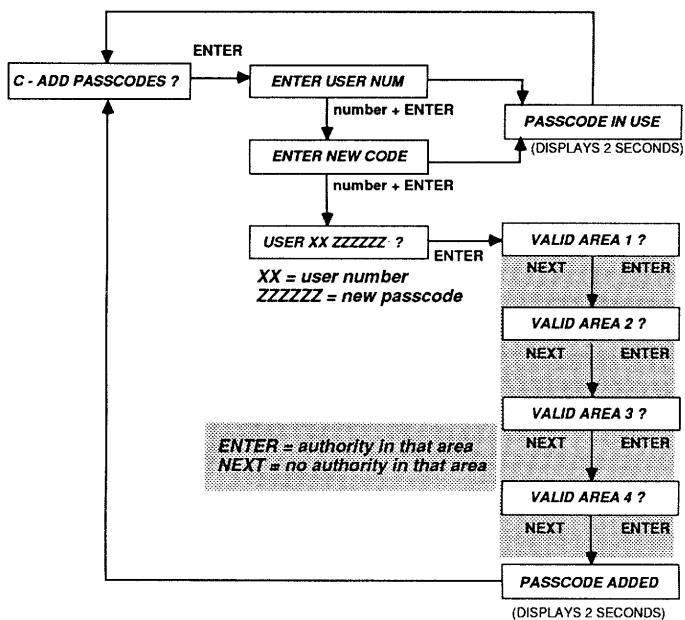 ENTER
C - ADD PASSCODES ?
ENTER USER NUM
number + ENTER
PASSCODE IN USE
(DISPLAYS 2 SECONDS)
ENTER NEW CODE
number + ENTER
USER XX ZZZZZZ ?
ENTER
VALID AREA 1 ?
XX = user number
ZZZZZZ = new passcode
NEXT ENTER
VALID AREA 2 ?
NEXT ENTER
VALID AREA 3 ?
ENTER = authority in that area
NEXT = no authority in that area
NEXT ENTER
VALID AREA 4 ?
NEXT ENTER
PASSCODE ADDED
(DISPLAYS 2 SECONDS)